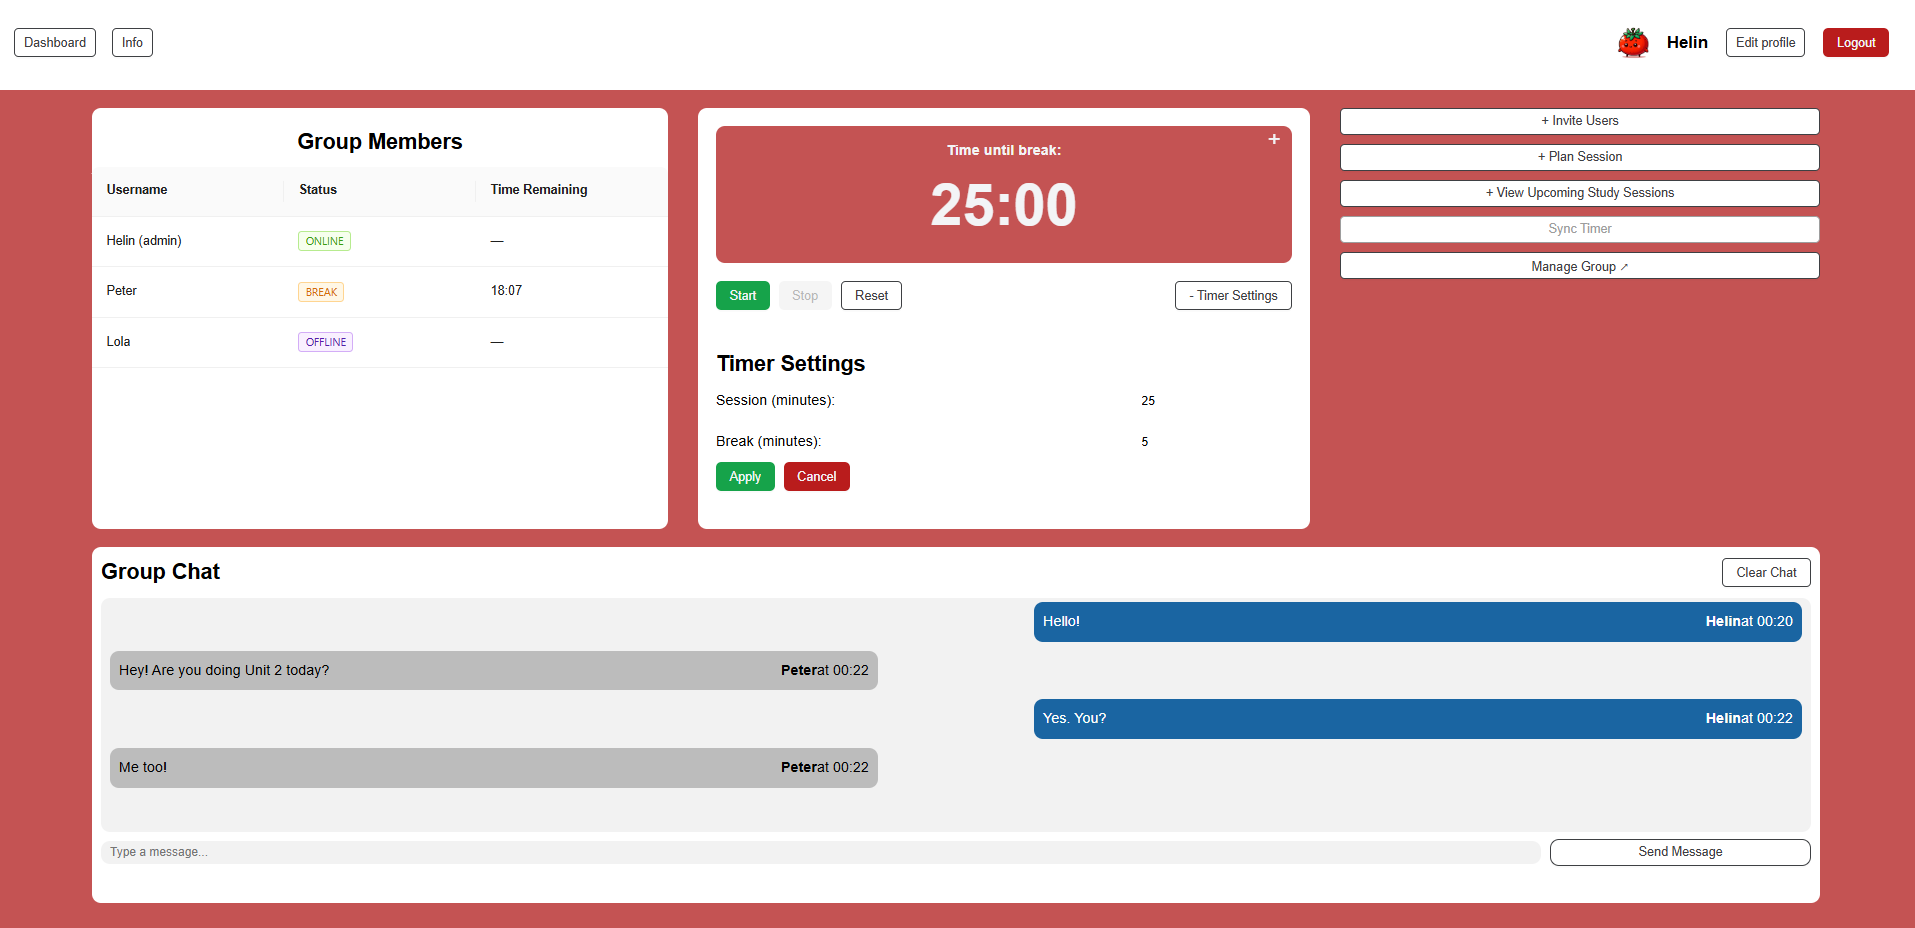 Dashboard Info Helin Edit profile Logout
Group Members
Username Status Time Remaining
Helin (admin) ONLINE —
Peter BREAK 18:07
Lola OFFLINE —
+
Time until break:
25:00
Start Stop Reset - Timer Settings
Timer Settings
Session (minutes): 25
Break (minutes): 5
Apply Cancel
+ Invite Users
+ Plan Session
+ View Upcoming Study Sessions
Sync Timer
Manage Group ↗
Group Chat Clear Chat
Hello! Helinat 00:20
Hey! Are you doing Unit 2 today? Peterat 00:22
Yes. You? Helinat 00:22
Me too! Peterat 00:22
Type a message... Send Message